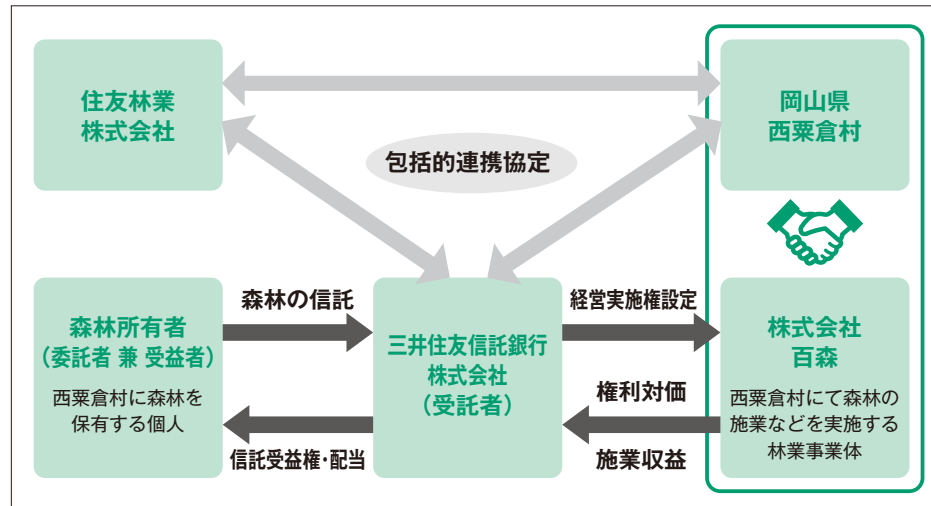 住友林業
株式会社
岡山県
西粟倉村
包括的連携協定
森林所有者
（委託者 兼 受益者）
西粟倉村に森林を
保有する個人
森林の信託
信託受益権・配当
三井住友信託銀行
株式会社
（受託者）
経営実施権設定
権利対価
施業収益
株式会社
百森
西粟倉村にて森林の
施業などを実施する
林業事業体